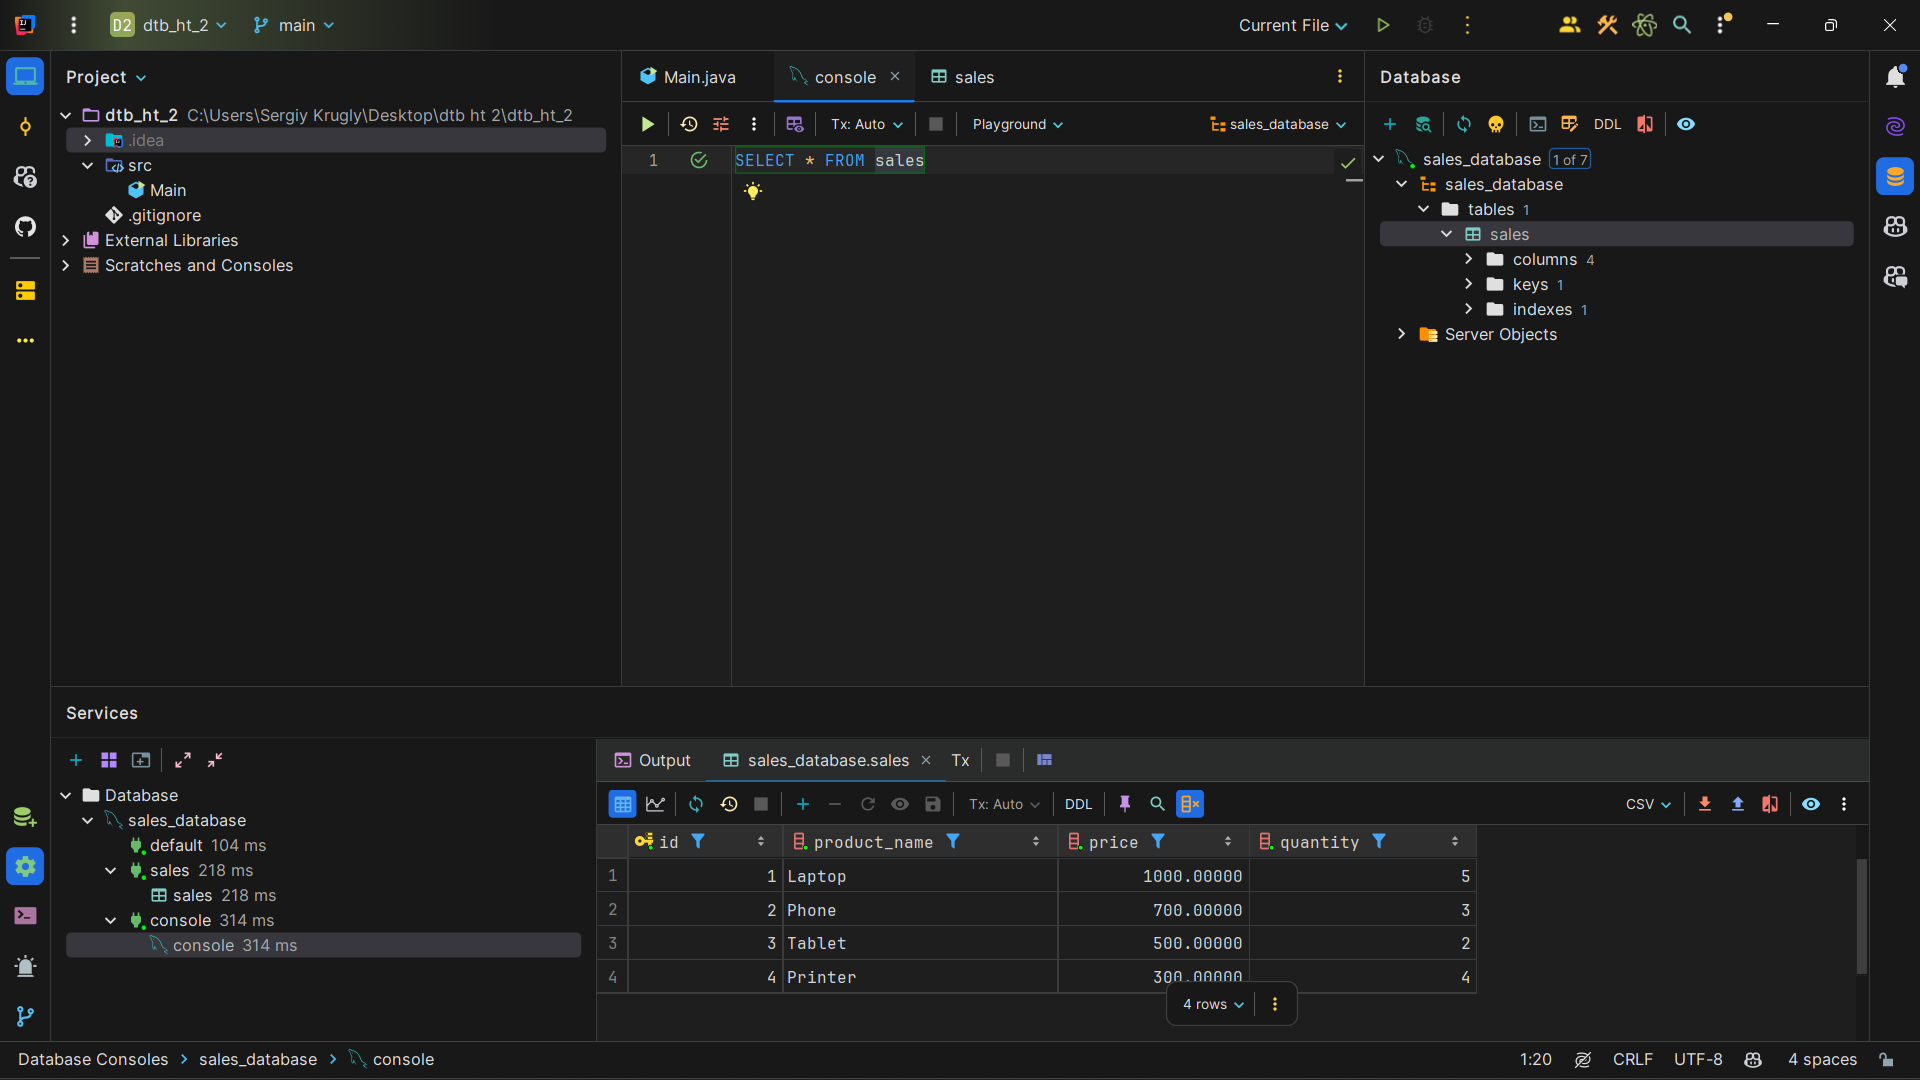 D2 dtb_ht_2 main Current File
Project
dtb_ht_2 C:\Users\Sergiy Krugly\Desktop\dtb ht 2\dtb_ht_2
.idea
src
Main
.gitignore
External Libraries
Scratches and Consoles
Main.java console sales
Tx: Auto Playground sales_database
1 SELECT * FROM sales
Database
DDL
sales_database 1 of 7
sales_database
tables 1
sales
columns 4
keys 1
indexes 1
Server Objects
Services
Database
sales_database
default 104 ms
sales 218 ms
sales 218 ms
console 314 ms
console 314 ms
Output sales_database.sales Tx
Tx: Auto DDL CSV
id product_name price quantity
1 1 Laptop 1000.00000 5
2 2 Phone 700.00000 3
3 3 Tablet 500.00000 2
4 4 Printer 300.00000 4
4 rows
Database Consoles sales_database console 1:20 CRLF UTF-8 4 spaces